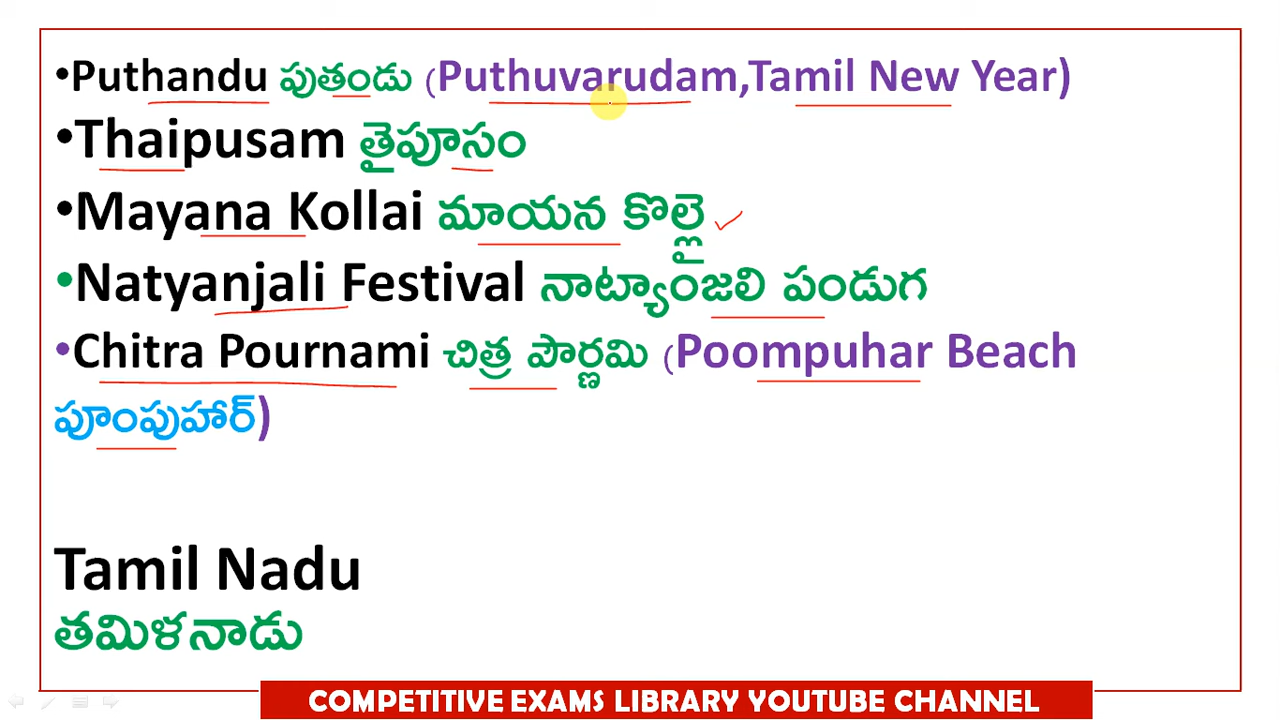 •Puthandu పుతండు (Puthuvarudam,Tamil New Year)
•Thaipusam తైపూసం
•Mayana Kollai మాయన కొల్లై
•Natyanjali Festival నాట్యాంజలి పండుగ
•Chitra Pournami చిత్ర పౌర్ణమి (Poompuhar Beach
పూంపుహార్)
Tamil Nadu
తమిళనాడు
COMPETITIVE EXAMS LIBRARY YOUTUBE CHANNEL